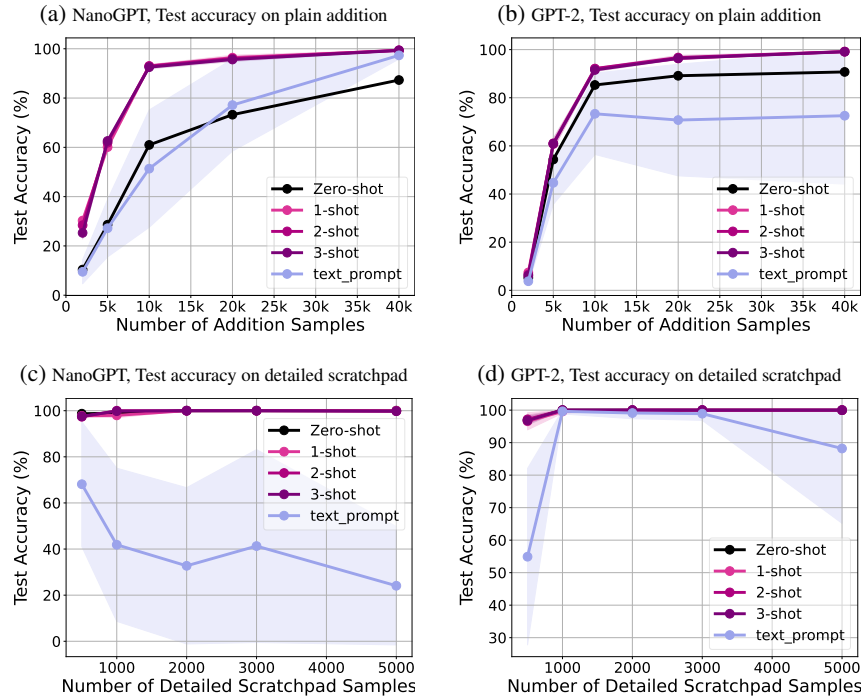 (a) NanoGPT, Test accuracy on plain addition
Test Accuracy (%)
100
80
60
40
20
0
Zero-shot
1-shot
2-shot
3-shot
text_prompt
0 5k 10k 15k 20k 25k 30k 35k 40k
Number of Addition Samples
(b) GPT-2, Test accuracy on plain addition
Test Accuracy (%)
100
80
60
40
20
0
Zero-shot
1-shot
2-shot
3-shot
text_prompt
0 5k 10k 15k 20k 25k 30k 35k 40k
Number of Addition Samples
(c) NanoGPT, Test accuracy on detailed scratchpad
Test Accuracy (%)
100
80
60
40
20
0
Zero-shot
1-shot
2-shot
3-shot
text_prompt
1000 2000 3000 4000 5000
Number of Detailed Scratchpad Samples
(d) GPT-2, Test accuracy on detailed scratchpad
Test Accuracy (%)
100
90
80
70
60
50
40
30
Zero-shot
1-shot
2-shot
3-shot
text_prompt
1000 2000 3000 4000 5000
Number of Detailed Scratchpad Samples